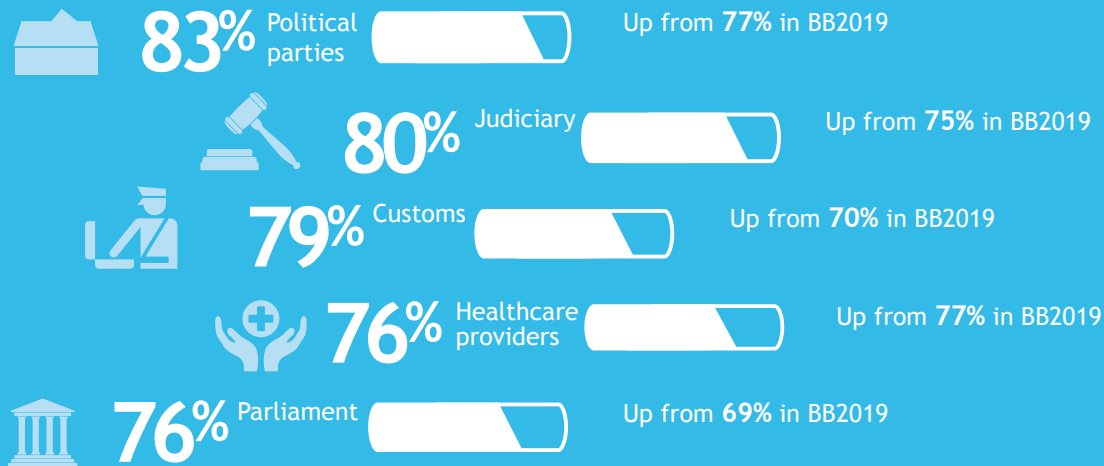 83% Political parties Up from 77% in BB2019
80% Judiciary Up from 75% in BB2019
79% Customs Up from 70% in BB2019
76% Healthcare providers Up from 77% in BB2019
76% Parliament Up from 69% in BB2019